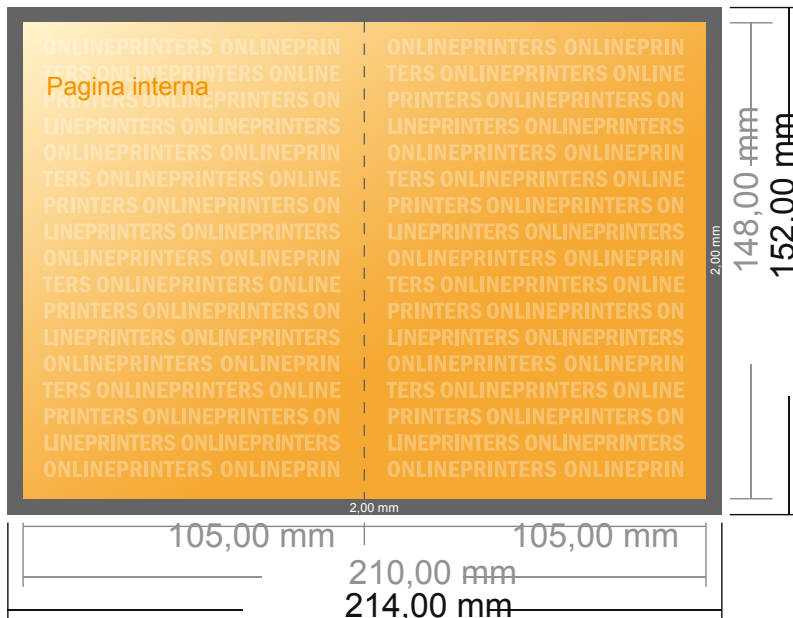 ONLINEPRINTERS ONLINEPRIN
TERS ONLINEPRINTERS ONLINE
Pagina interna
PRINTERS ONLINEPRINTERS ON
LINEPRINTERS ONLINEPRINTERS
ONLINEPRINTERS ONLINEPRIN
TERS ONLINEPRINTERS ONLINE
PRINTERS ONLINEPRINTERS ON
LINEPRINTERS ONLINEPRINTERS
ONLINEPRINTERS ONLINEPRIN
TERS ONLINEPRINTERS ONLINE
PRINTERS ONLINEPRINTERS ON
LINEPRINTERS ONLINEPRINTERS
ONLINEPRINTERS ONLINEPRIN
TERS ONLINEPRINTERS ONLINE
PRINTERS ONLINEPRINTERS ON
LINEPRINTERS ONLINEPRINTERS
ONLINEPRINTERS ONLINEPRIN
ONLINEPRINTERS ONLINEPRIN
TERS ONLINEPRINTERS ONLINE
PRINTERS ONLINEPRINTERS ON
LINEPRINTERS ONLINEPRINTERS
ONLINEPRINTERS ONLINEPRIN
TERS ONLINEPRINTERS ONLINE
PRINTERS ONLINEPRINTERS ON
LINEPRINTERS ONLINEPRINTERS
ONLINEPRINTERS ONLINEPRIN
TERS ONLINEPRINTERS ONLINE
PRINTERS ONLINEPRINTERS ON
LINEPRINTERS ONLINEPRINTERS
ONLINEPRINTERS ONLINEPRIN
TERS ONLINEPRINTERS ONLINE
PRINTERS ONLINEPRINTERS ON
LINEPRINTERS ONLINEPRINTERS
ONLINEPRINTERS ONLINEPRIN
2,00 mm
148,00 mm
152,00 mm
2,00 mm
105,00 mm
105,00 mm
210,00 mm
214,00 mm